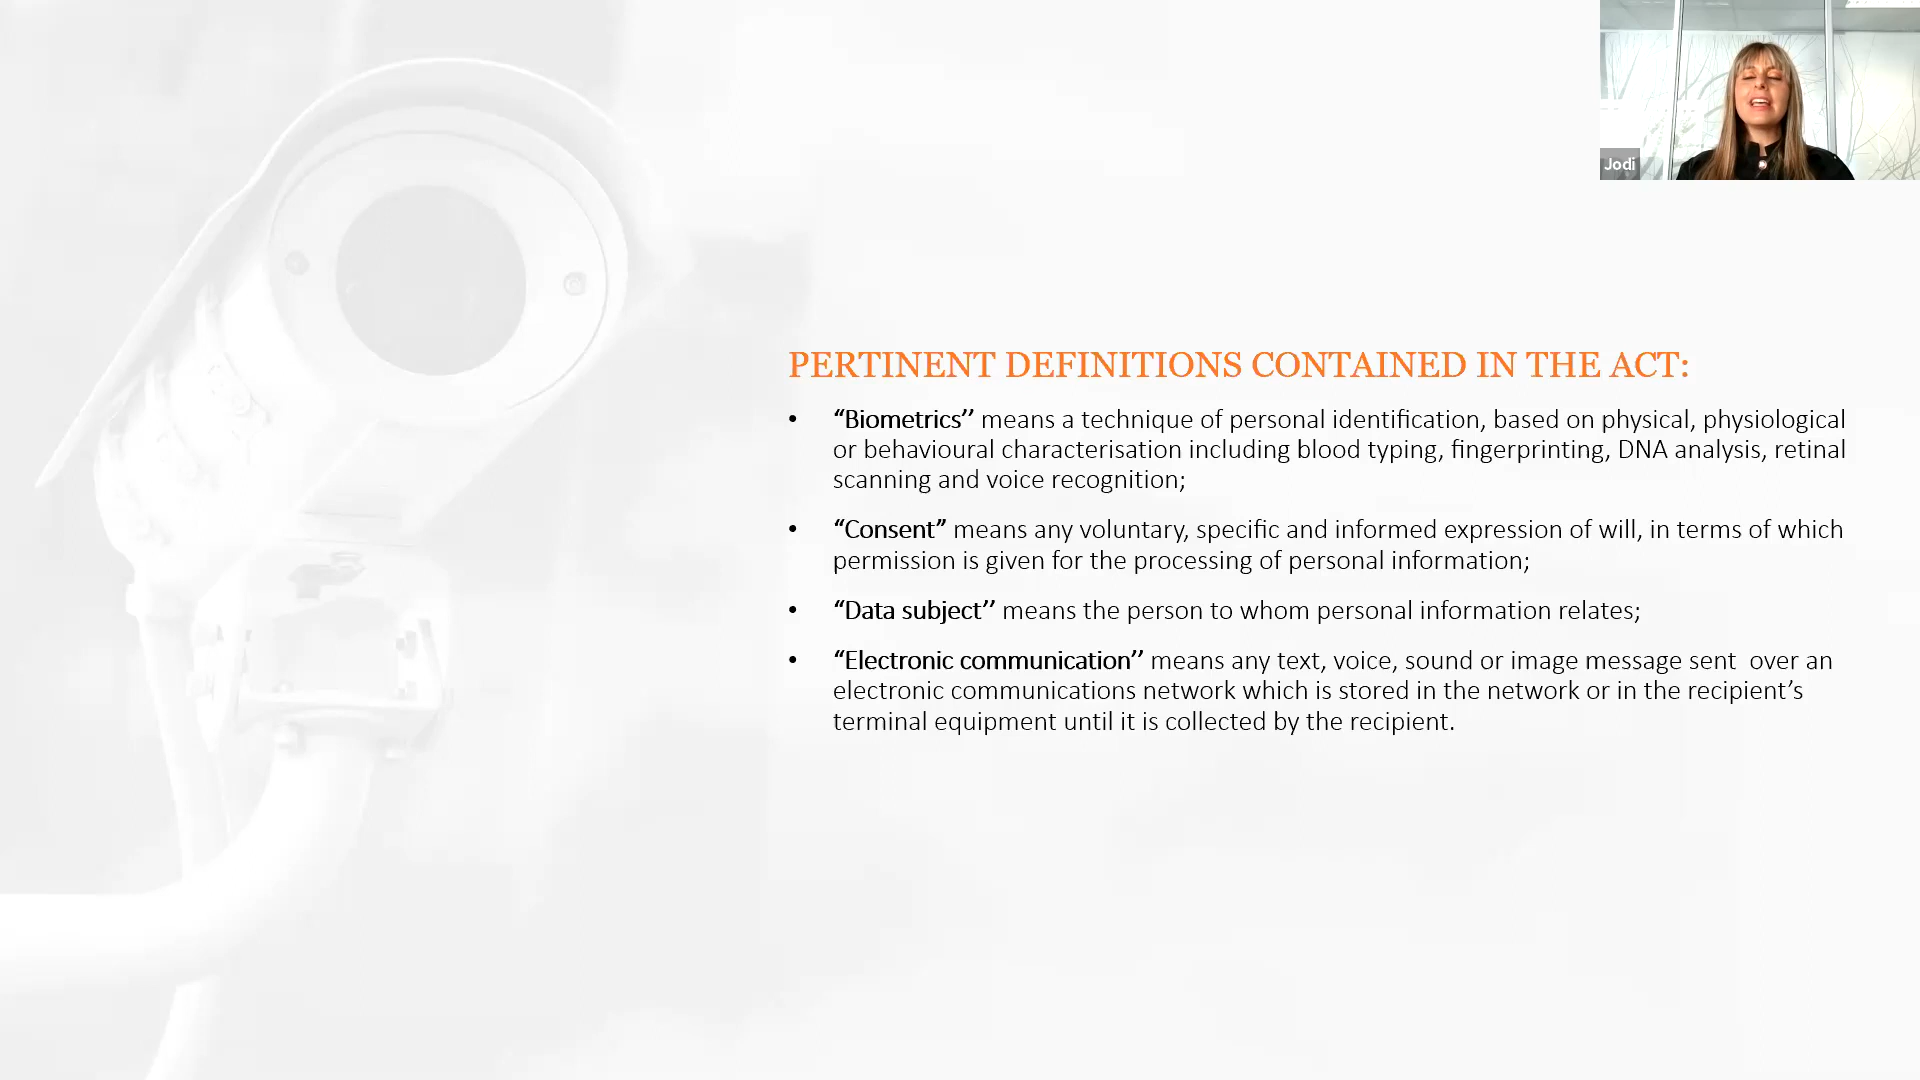 Jodi
PERTINENT DEFINITIONS CONTAINED IN THE ACT:
• “Biometrics’’ means a technique of personal identification, based on physical, physiological
or behavioural characterisation including blood typing, fingerprinting, DNA analysis, retinal
scanning and voice recognition;
• “Consent” means any voluntary, specific and informed expression of will, in terms of which
permission is given for the processing of personal information;
• “Data subject’’ means the person to whom personal information relates;
• “Electronic communication’’ means any text, voice, sound or image message sent  over an
electronic communications network which is stored in the network or in the recipient’s
terminal equipment until it is collected by the recipient.